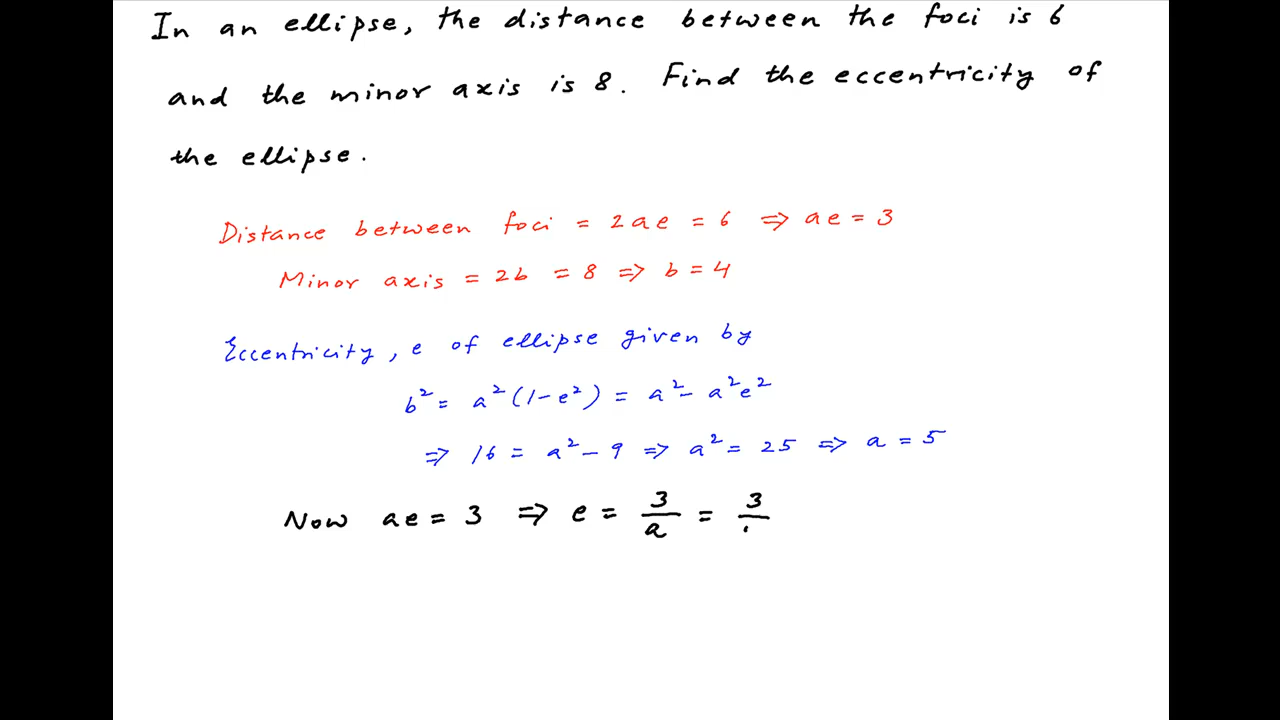 In an ellipse, the distance between the foci is 6
and the minor axis is 8. Find the eccentricity of
the ellipse.
Distance between foci = 2ae = 6 ⇒ ae = 3
Minor axis = 2b = 8 ⇒ b = 4
Eccentricity, e of ellipse given by
b² = a²(1-e²) = a² - a²e²
⇒ 16 = a² - 9 ⇒ a² = 25 ⇒ a = 5
Now ae = 3 ⇒ e = 3/a = 3/